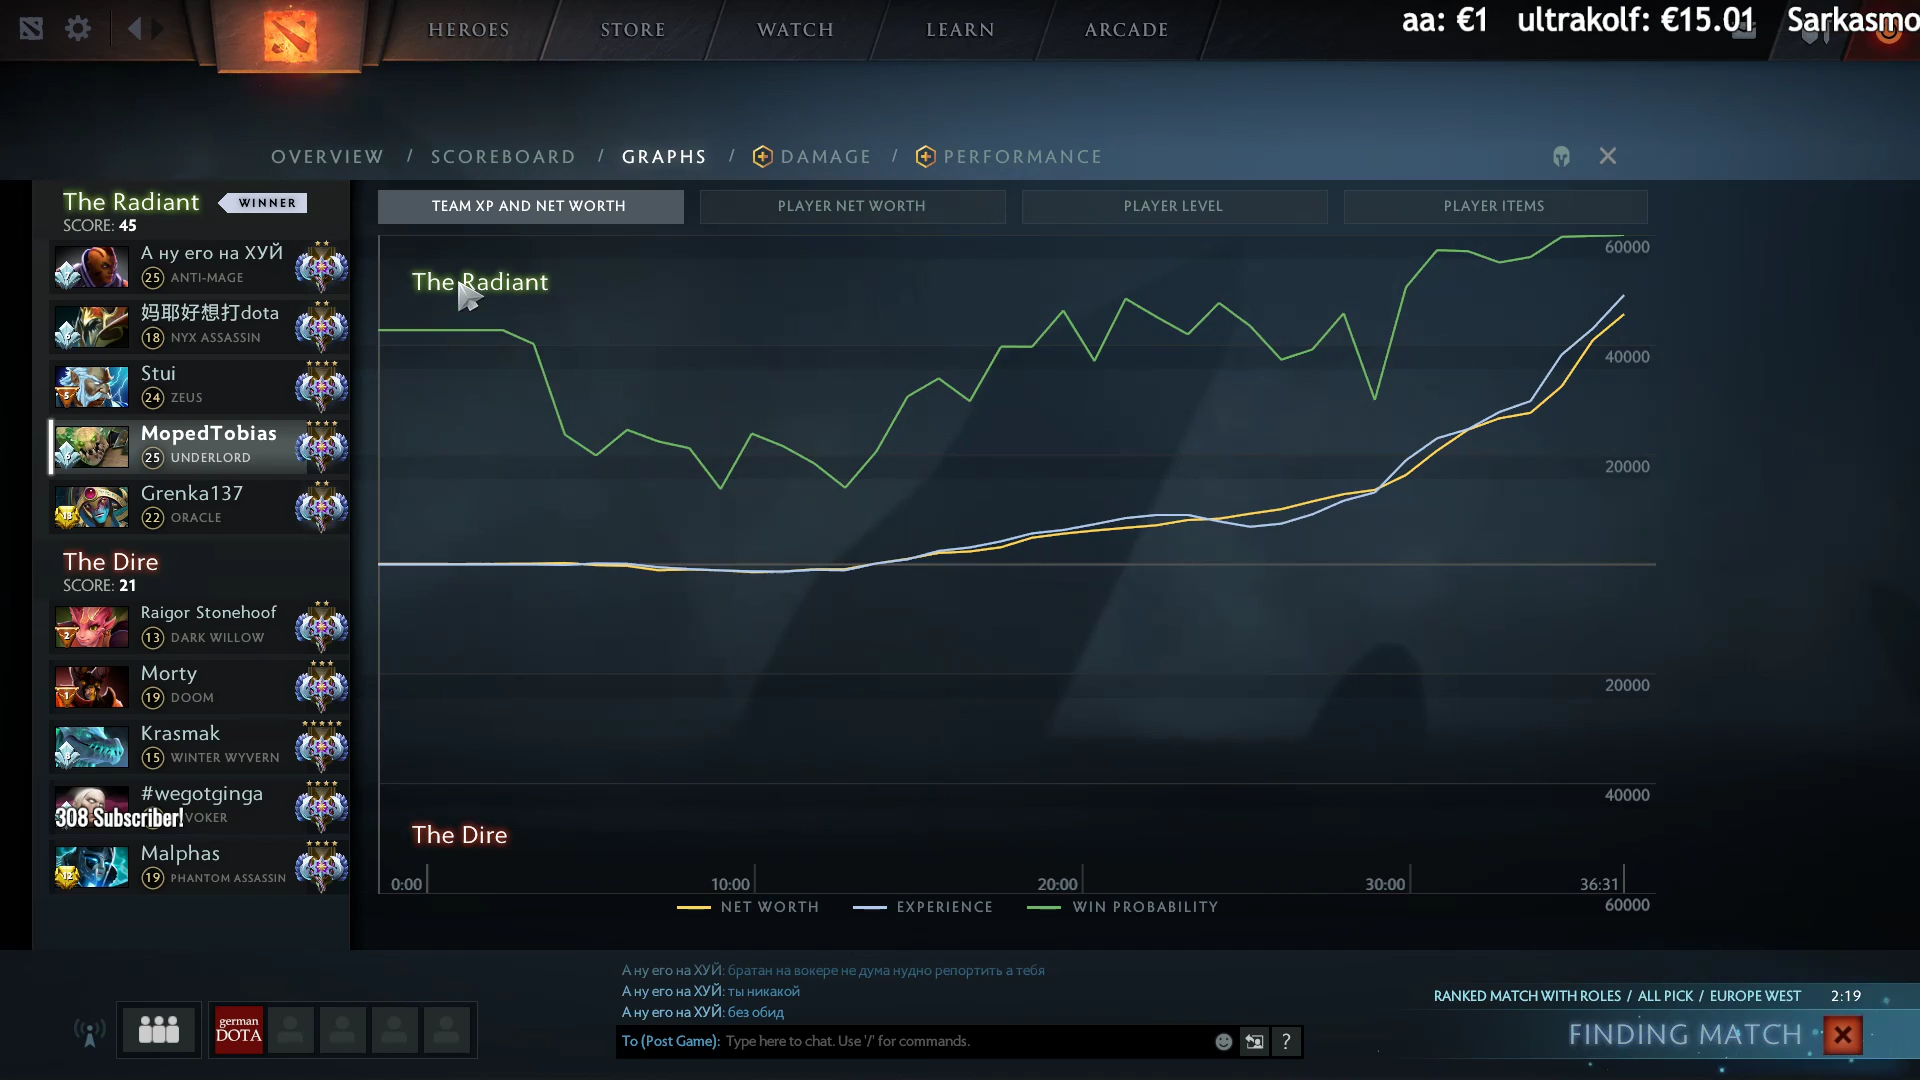 HEROES
STORE
WATCH
LEARN
ARCADE
aa: €1 ultrakolf: €15.01 Sarkasmo
OVERVIEW / SCOREBOARD / GRAPHS / DAMAGE / PERFORMANCE
The Radiant
WINNER
SCORE: 45
А ну его на ХУЙ
25 ANTI-MAGE
妈耶好想打dota
18 NYX ASSASSIN
Stui
24 ZEUS
MopedTobias
25 UNDERLORD
Grenka137
22 ORACLE
The Dire
SCORE: 21
Raigor Stonehoof
13 DARK WILLOW
Morty
19 DOOM
Krasmak
15 WINTER WYVERN
#wegotginga
308 Subscriber!
VOKER
Malphas
19 PHANTOM ASSASSIN
TEAM XP AND NET WORTH
PLAYER NET WORTH
PLAYER LEVEL
PLAYER ITEMS
The Radiant
60000
40000
20000
20000
40000
60000
The Dire
0:00
10:00
20:00
30:00
36:31
NET WORTH
EXPERIENCE
WIN PROBABILITY
german
DOTA
А ну его на ХУЙ: братан на вокере не дума нудно репортить а тебя
А ну его на ХУЙ: ты никакой
А ну его на ХУЙ: без обид
To (Post Game): Type here to chat. Use '/' for commands.
?
RANKED MATCH WITH ROLES / ALL PICK / EUROPE WEST 2:19
FINDING MATCH